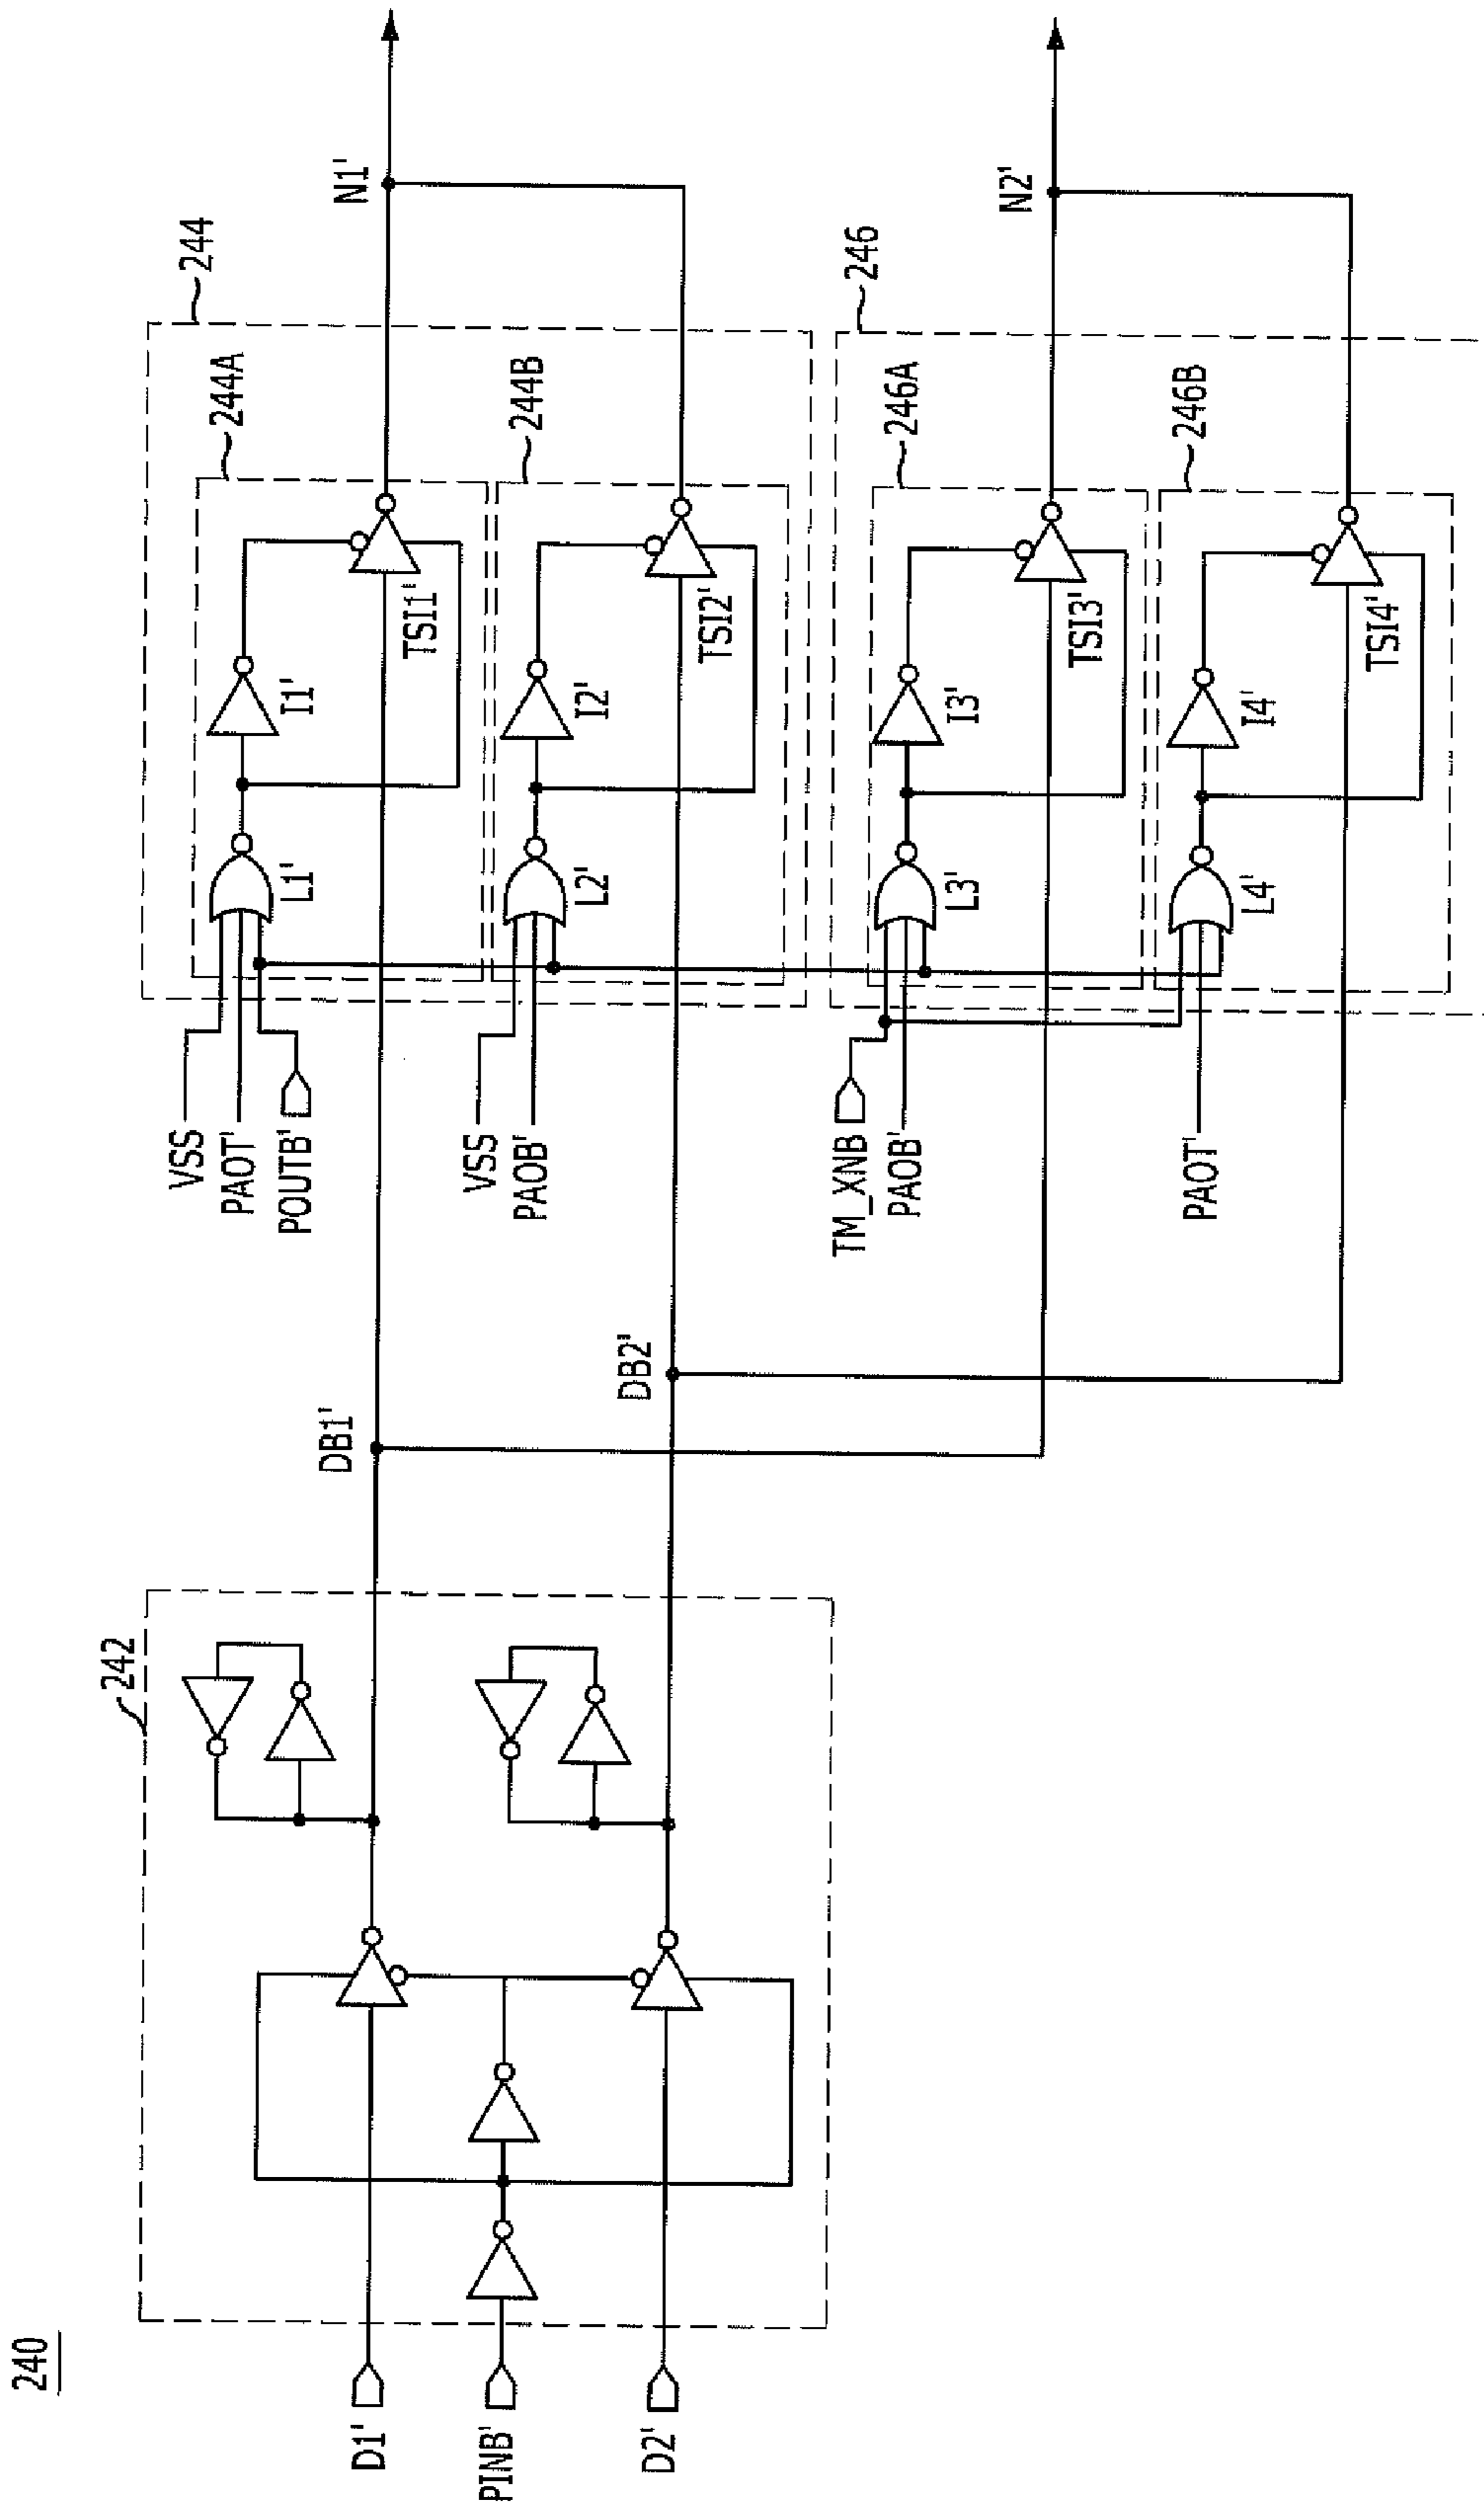 240
242
D1'
PINB'
D2'
DB1'
DB2'
244
244A
VSS
PAOT'
POUTB'
L1'
I1'
TSI1'
N1'
244B
VSS
PAOB'
L2'
I2'
TSI2'
246
246A
TM_XNB
PAOB'
L3'
I3'
TSI3'
N2'
246B
PAOT'
L4'
I4'
TSI4'